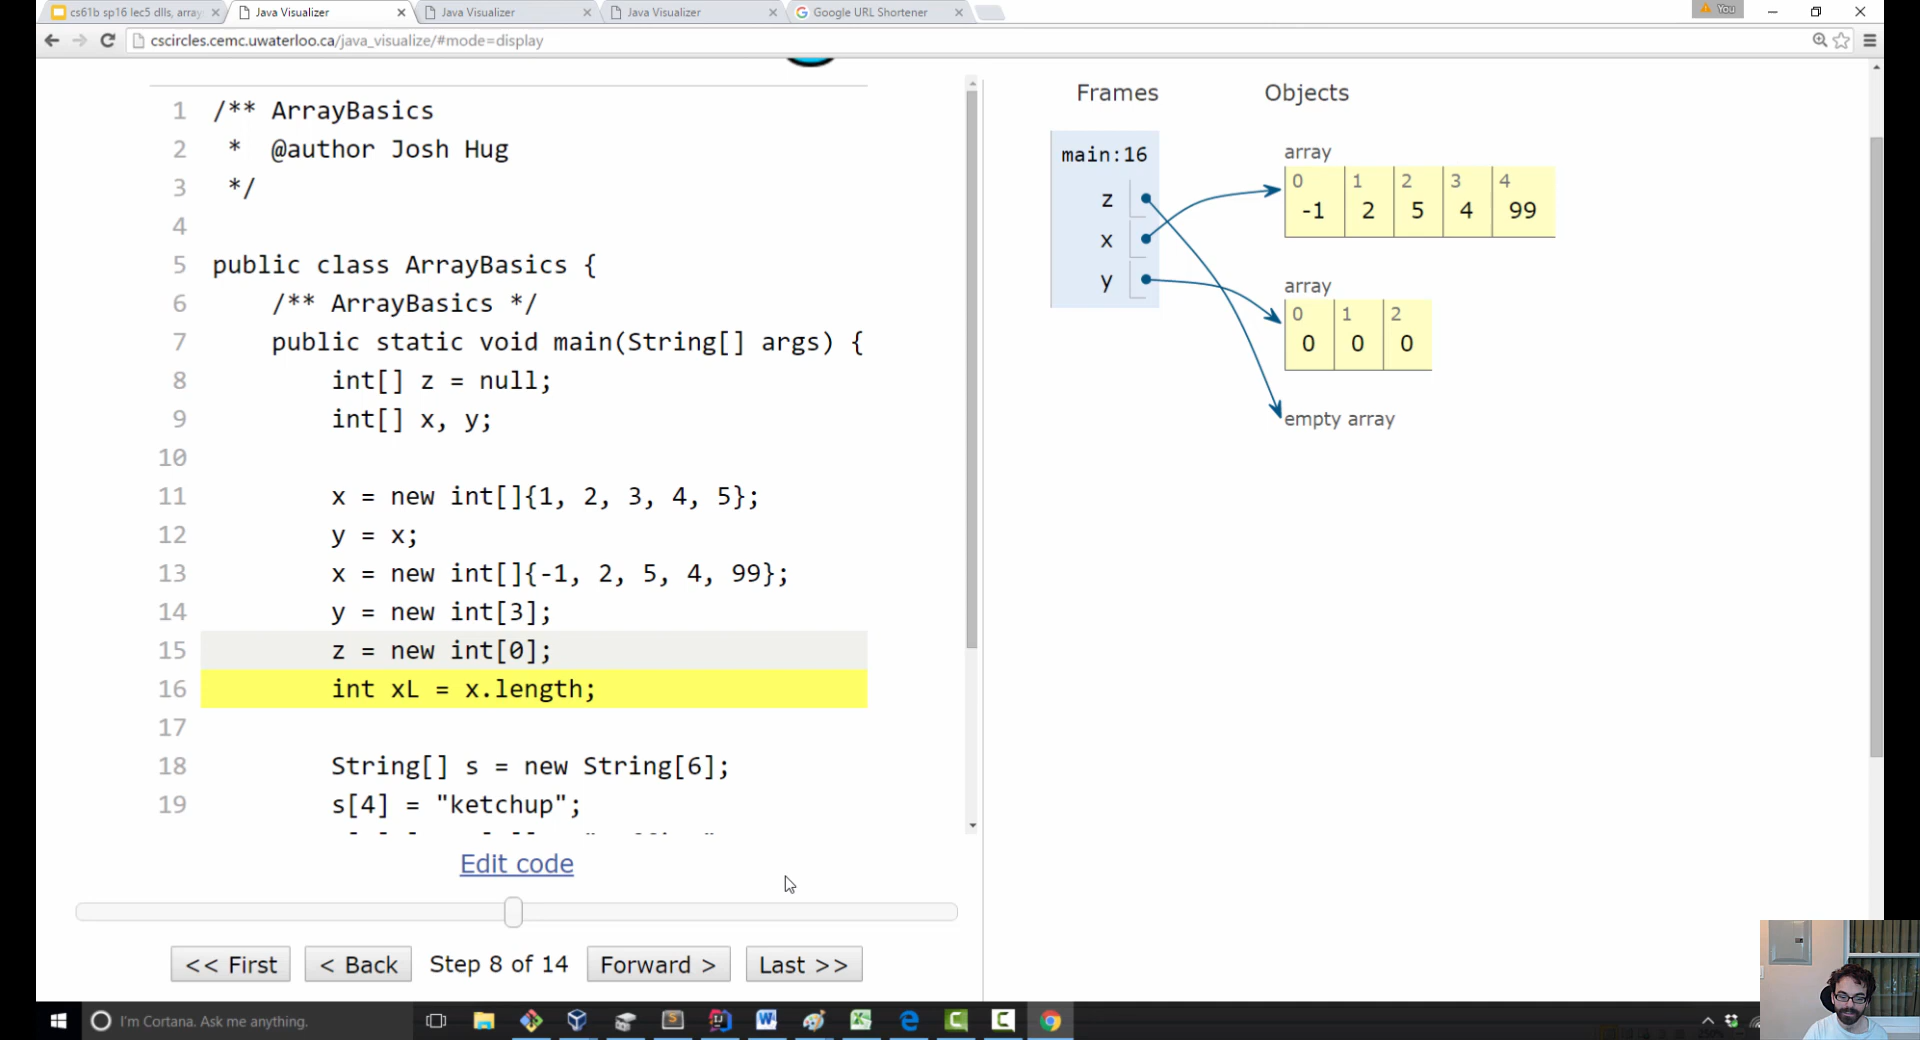 cs61b sp16 lec5 dlls, array
Java Visualizer
Java Visualizer
Java Visualizer
Google URL Shortener
You
cscircles.cemc.uwaterloo.ca/java_visualize/#mode=display
1 /** ArrayBasics
2  *  @author Josh Hug
3  */
4
5 public class ArrayBasics {
6     /** ArrayBasics */
7     public static void main(String[] args) {
8         int[] z = null;
9         int[] x, y;
10
11         x = new int[]{1, 2, 3, 4, 5};
12         y = x;
13         x = new int[]{-1, 2, 5, 4, 99};
14         y = new int[3];
15         z = new int[0];
16         int xL = x.length;
17
18         String[] s = new String[6];
19         s[4] = "ketchup";
Edit code
<< First
< Back
Step 8 of 14
Forward >
Last >>
Frames
Objects
main:16
z
x
y
array
0 1 2 3 4
-1 2 5 4 99
array
0 1 2
0 0 0
empty array
I'm Cortana. Ask me anything.